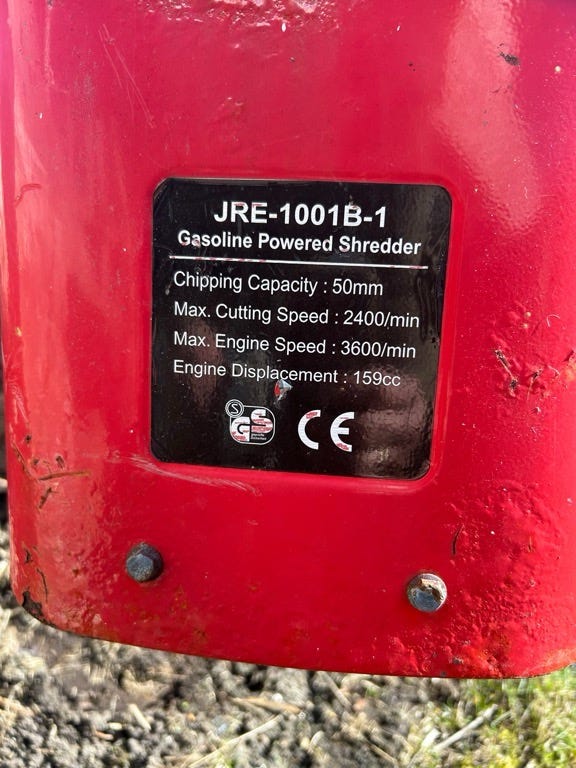 JRE-1001B-1
Gasoline Powered Shredder
Chipping Capacity : 50mm
Max. Cutting Speed : 2400/min
Max. Engine Speed : 3600/min
Engine Displacement : 159cc
S
GS
CE